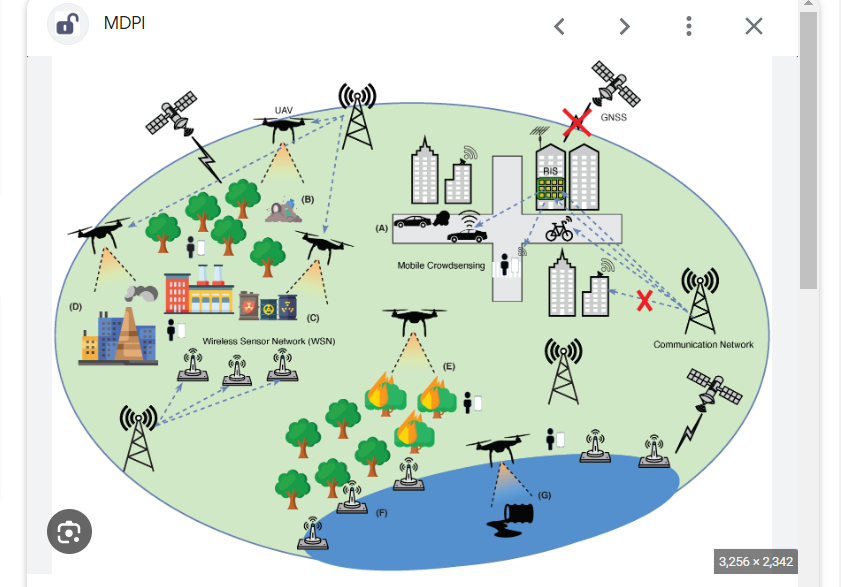 MDPI
UAV
GNSS
RIS
(B)
(A)
Mobile Crowdsensing
(D)
(C)
Wireless Sensor Network (WSN)
Communication Network
(E)
(G)
(F)
3,256 × 2,342